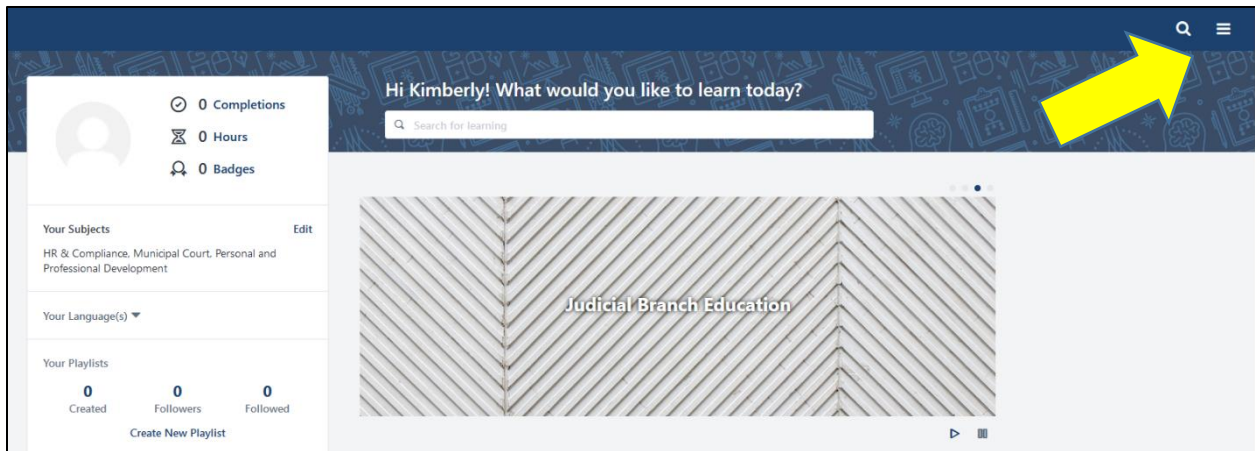 Hi Kimberly! What would you like to learn today?
Search for learning
0 Completions
0 Hours
0 Badges
Your Subjects
Edit
HR & Compliance, Municipal Court, Personal and
Professional Development
Your Language(s)
Your Playlists
0 0 0
Created Followers Followed
Create New Playlist
Judicial Branch Education